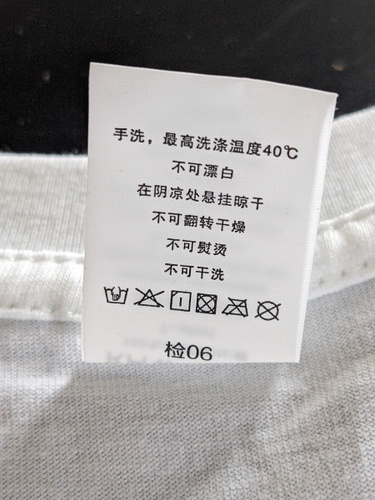 手洗，最高洗涤温度40℃
不可漂白
在阴凉处悬挂晾干
不可翻转干燥
不可熨烫
不可干洗
检06